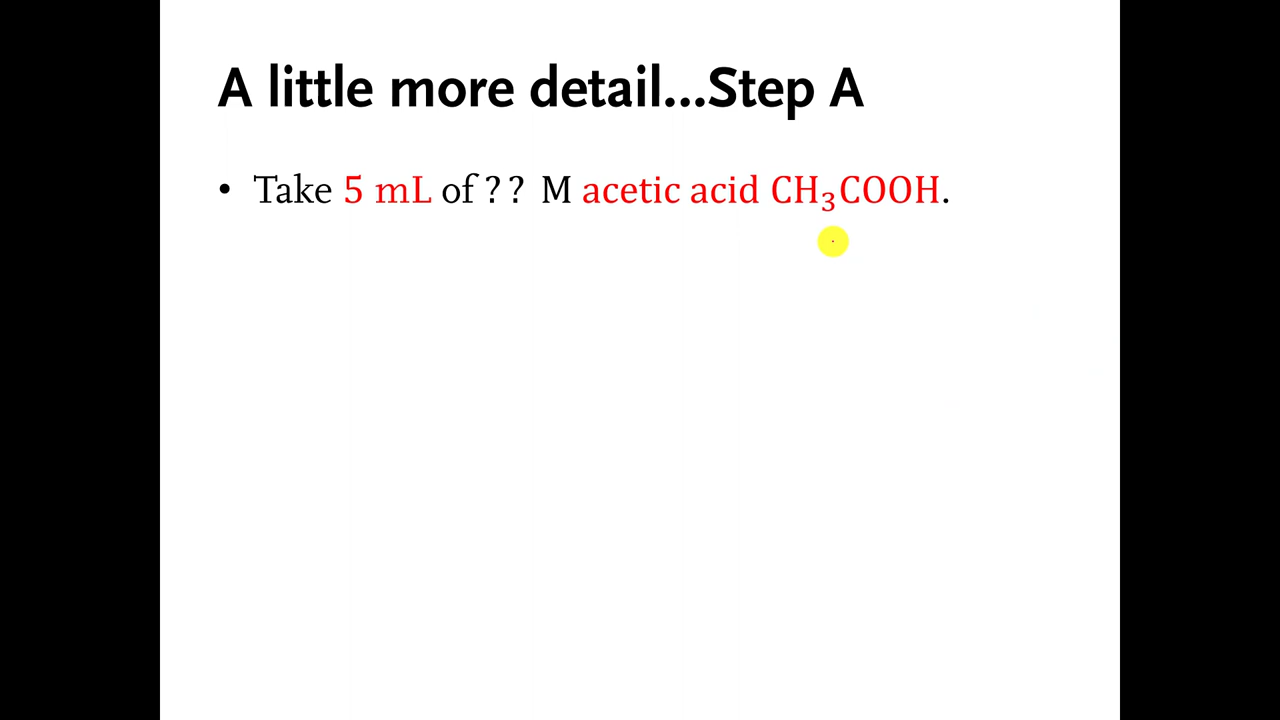 A little more detail...Step A
• Take 5 mL of ?? M acetic acid CH₃COOH.